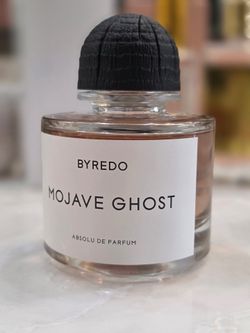 BYREDO
MOJAVE GHOST
ABSOLU DE PARFUM